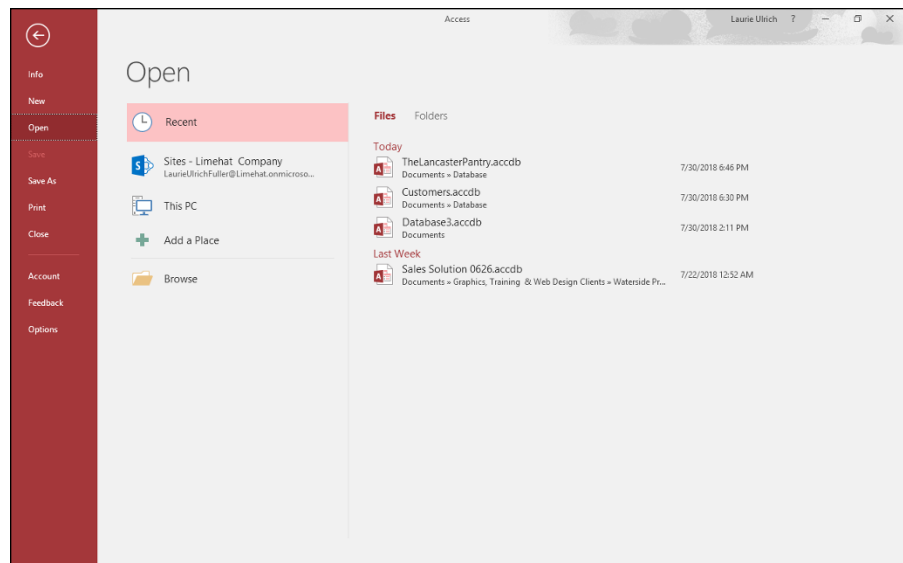 Access
Laurie Ulrich ?
Info
New
Open
Save
Save As
Print
Close
Account
Feedback
Options
Open
Recent
Sites - Limehat Company
LaurieUlrichFuller@Limehat.onmicroso...
This PC
Add a Place
Browse
Files Folders
Today
TheLancasterPantry.accdb
Documents » Database
7/30/2018 6:46 PM
Customers.accdb
Documents » Database
7/30/2018 6:30 PM
Database3.accdb
Documents
7/30/2018 2:11 PM
Last Week
Sales Solution 0626.accdb
Documents » Graphics, Training & Web Design Clients » Waterside Pr...
7/22/2018 12:52 AM